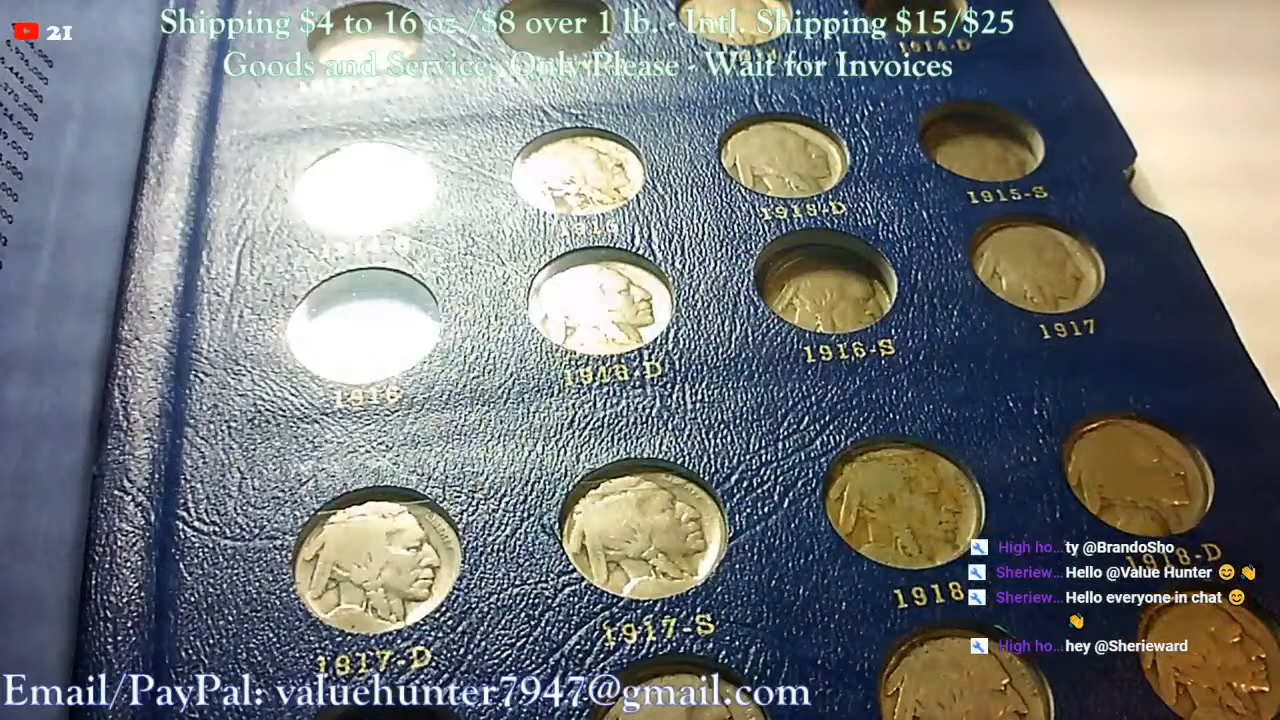 21
Shipping $4 to 16 oz /$8 over 1 lb. - Intl. Shipping $15/$25
Goods and Services Only Please - Wait for Invoices
1914-D
1915-D
1915-S
1916
1916-D
1916-S
1917
1917-D
1917-S
1918
1918-D
High ho... ty @BrandoSho
Sheriew... Hello @Value Hunter 😊 👋
Sheriew... Hello everyone in chat 😊
👋
High ho... hey @Sherieward
Email/PayPal: valuehunter7947@gmail.com